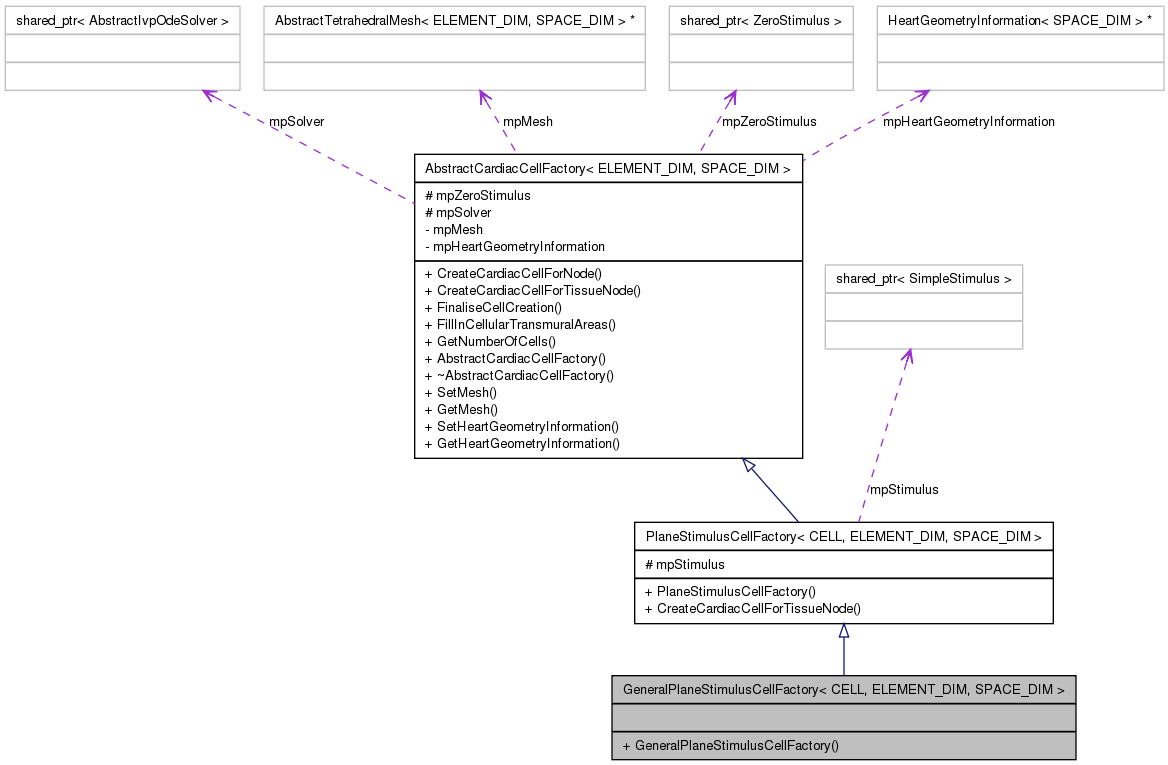 shared_ptr< AbstractIvpOdeSolver >
AbstractTetrahedralMesh< ELEMENT_DIM, SPACE_DIM > *
shared_ptr< ZeroStimulus >
HeartGeometryInformation< SPACE_DIM > *
mpSolver
mpMesh
mpZeroStimulus
mpHeartGeometryInformation
AbstractCardiacCellFactory< ELEMENT_DIM, SPACE_DIM >
# mpZeroStimulus
# mpSolver
- mpMesh
- mpHeartGeometryInformation
+ CreateCardiacCellForNode()
+ CreateCardiacCellForTissueNode()
+ FinaliseCellCreation()
+ FillInCellularTransmuralAreas()
+ GetNumberOfCells()
+ AbstractCardiacCellFactory()
+ ~AbstractCardiacCellFactory()
+ SetMesh()
+ GetMesh()
+ SetHeartGeometryInformation()
+ GetHeartGeometryInformation()
shared_ptr< SimpleStimulus >
mpStimulus
PlaneStimulusCellFactory< CELL, ELEMENT_DIM, SPACE_DIM >
# mpStimulus
+ PlaneStimulusCellFactory()
+ CreateCardiacCellForTissueNode()
GeneralPlaneStimulusCellFactory< CELL, ELEMENT_DIM, SPACE_DIM >
+ GeneralPlaneStimulusCellFactory()